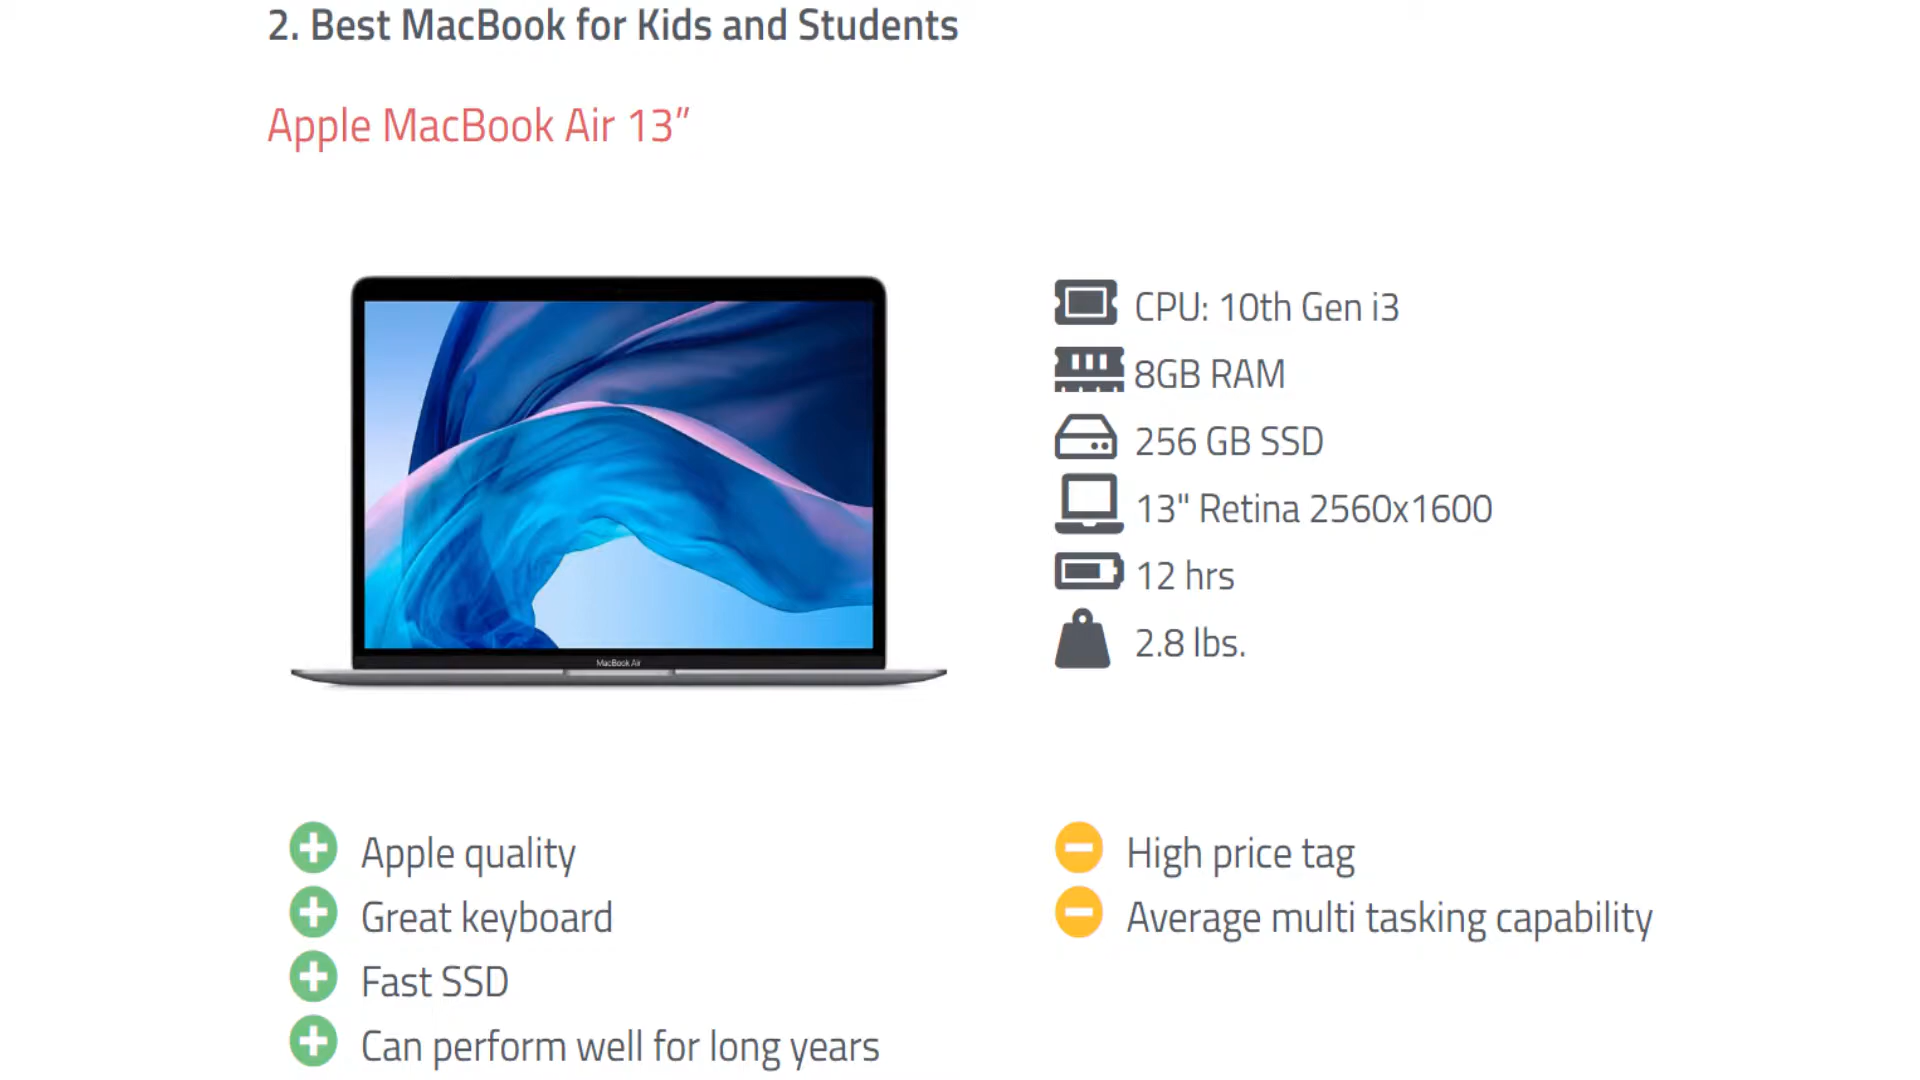 2. Best MacBook for Kids and Students
Apple MacBook Air 13”
MacBook Air
CPU: 10th Gen i3
8GB RAM
256 GB SSD
13" Retina 2560x1600
12 hrs
2.8 lbs.
Apple quality
Great keyboard
Fast SSD
Can perform well for long years
High price tag
Average multi tasking capability